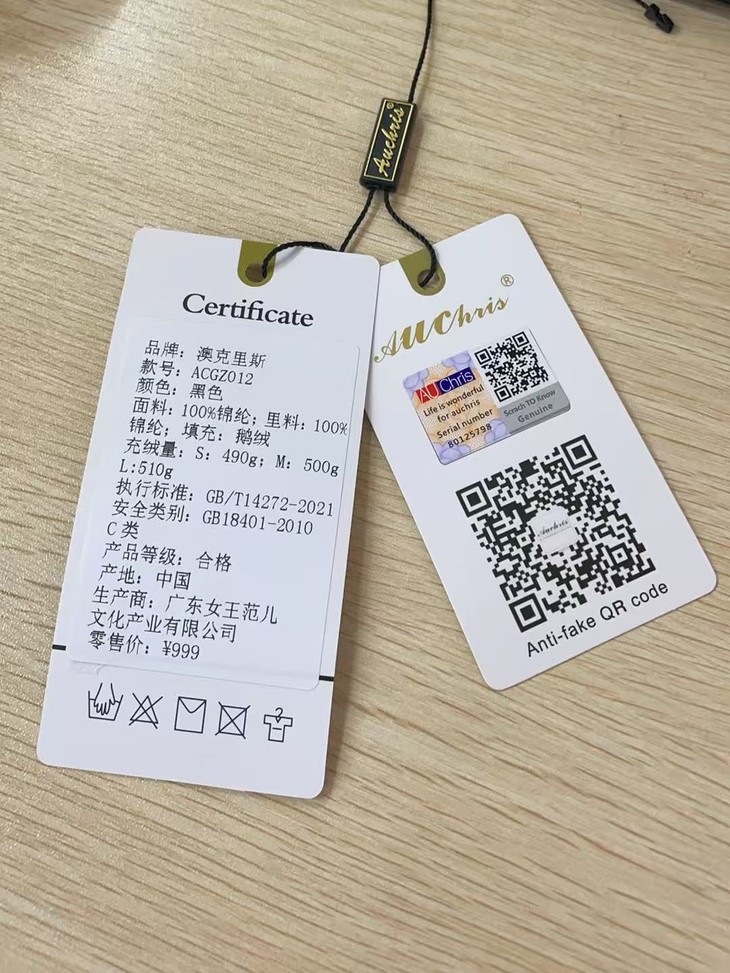 Auchris®
Certificate
品牌：澳克里斯
款号：ACGZ012
颜色：黑色
面料：100%锦纶；里料：100%
锦纶；填充：鹅绒
充绒量：S：490g；M：500g
L:510g
执行标准：GB/T14272-2021
安全类别：GB18401-2010
C类
产品等级：合格
产地：中国
生产商：广东女王范儿
文化产业有限公司
零售价：¥999
AUChris®
AUChris
Life is wonderful
for auchris
Serial number
80125798
Scrach TO Know
Genuine
Auchris
Anti-fake QR code